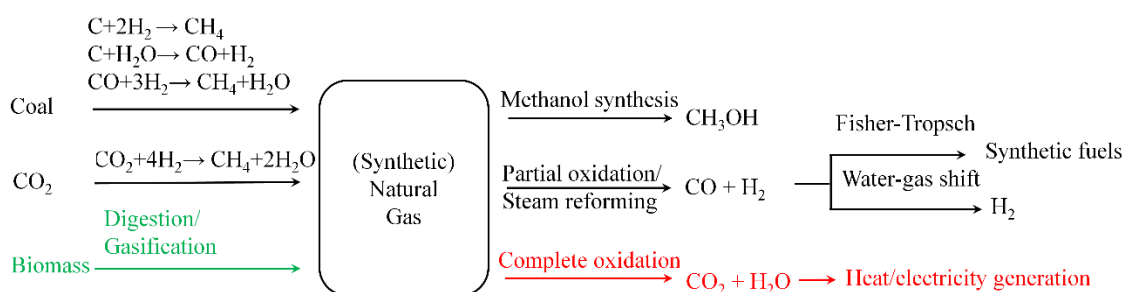 C+2H₂→ CH₄
C+H₂O→ CO+H₂
CO+3H₂→ CH₄+H₂O
Coal
CO₂+4H₂→ CH₄+2H₂O
CO₂
Digestion/
Gasification
Biomass
(Synthetic)
Natural
Gas
Methanol synthesis
CH₃OH
Partial oxidation/
Steam reforming
CO + H₂
Fisher-Tropsch
Synthetic fuels
Water-gas shift
H₂
Complete oxidation
CO₂ + H₂O
Heat/electricity generation